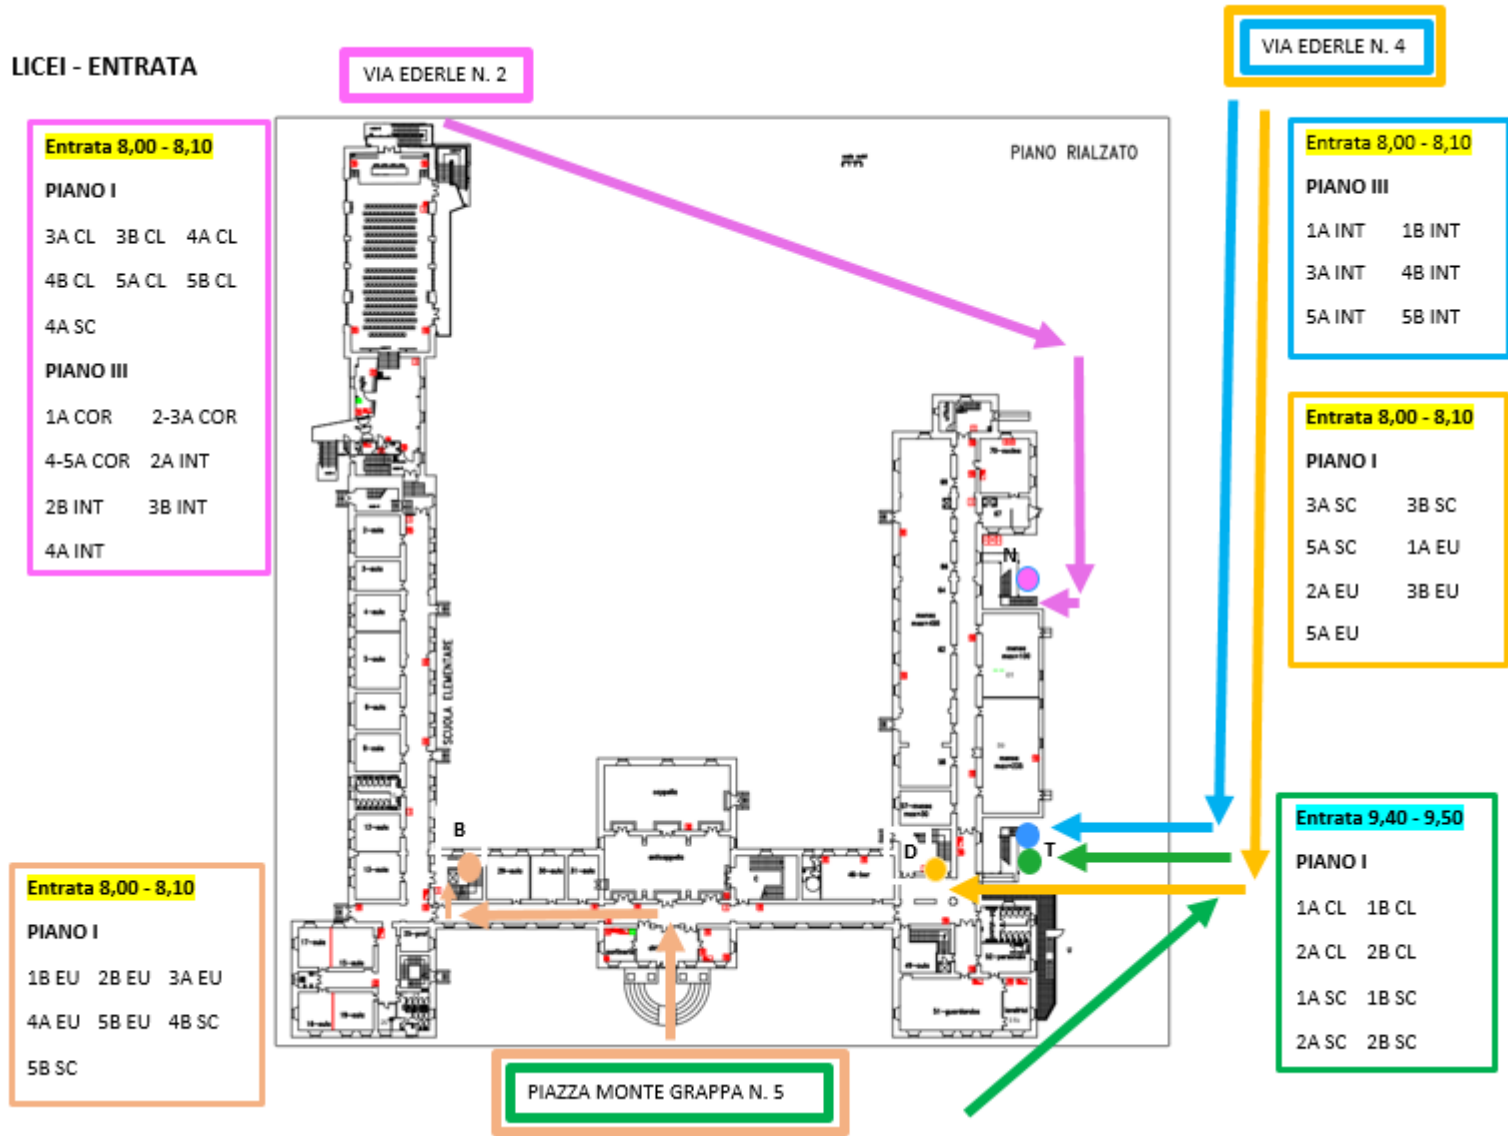 LICEI - ENTRATA
VIA EDERLE N. 2
VIA EDERLE N. 4
Entrata 8,00 - 8,10
PIANO I
3A CL 3B CL 4A CL
4B CL 5A CL 5B CL
4A SC
PIANO III
1A COR 2-3A COR
4-5A COR 2A INT
2B INT 3B INT
4A INT
PIANO RIALZATO
Entrata 8,00 - 8,10
PIANO III
1A INT 1B INT
3A INT 4B INT
5A INT 5B INT
Entrata 8,00 - 8,10
PIANO I
3A SC 3B SC
5A SC 1A EU
2A EU 3B EU
5A EU
N
SCUOLA ELEMENTARE
B
D
T
Entrata 9,40 - 9,50
PIANO I
1A CL 1B CL
2A CL 2B CL
1A SC 1B SC
2A SC 2B SC
Entrata 8,00 - 8,10
PIANO I
1B EU 2B EU 3A EU
4A EU 5B EU 4B SC
5B SC
PIAZZA MONTE GRAPPA N. 5